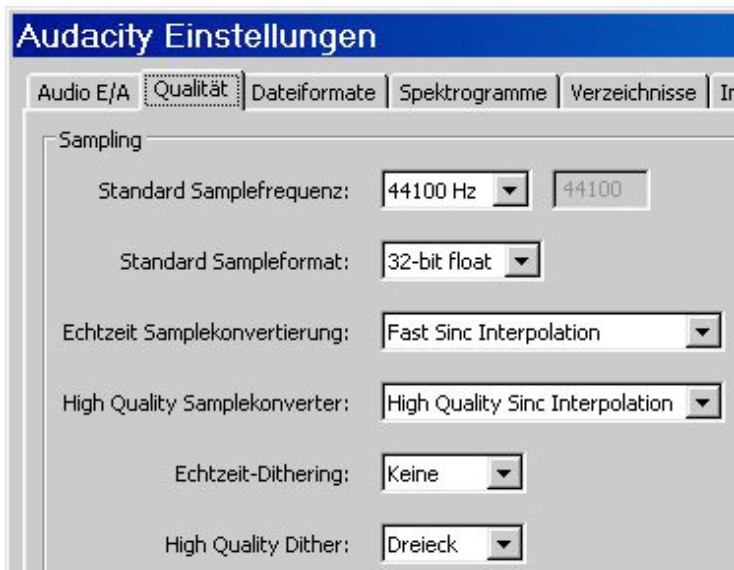 Audacity Einstellungen
Audio E/A Qualität Dateiformate Spektrogramme Verzeichnisse
Sampling
Standard Samplefrequenz: 44100 Hz 44100
Standard Sampleformat: 32-bit float
Echtzeit Samplekonvertierung: Fast Sinc Interpolation
High Quality Samplekonverter: High Quality Sinc Interpolation
Echtzeit-Dithering: Keine
High Quality Dither: Dreieck